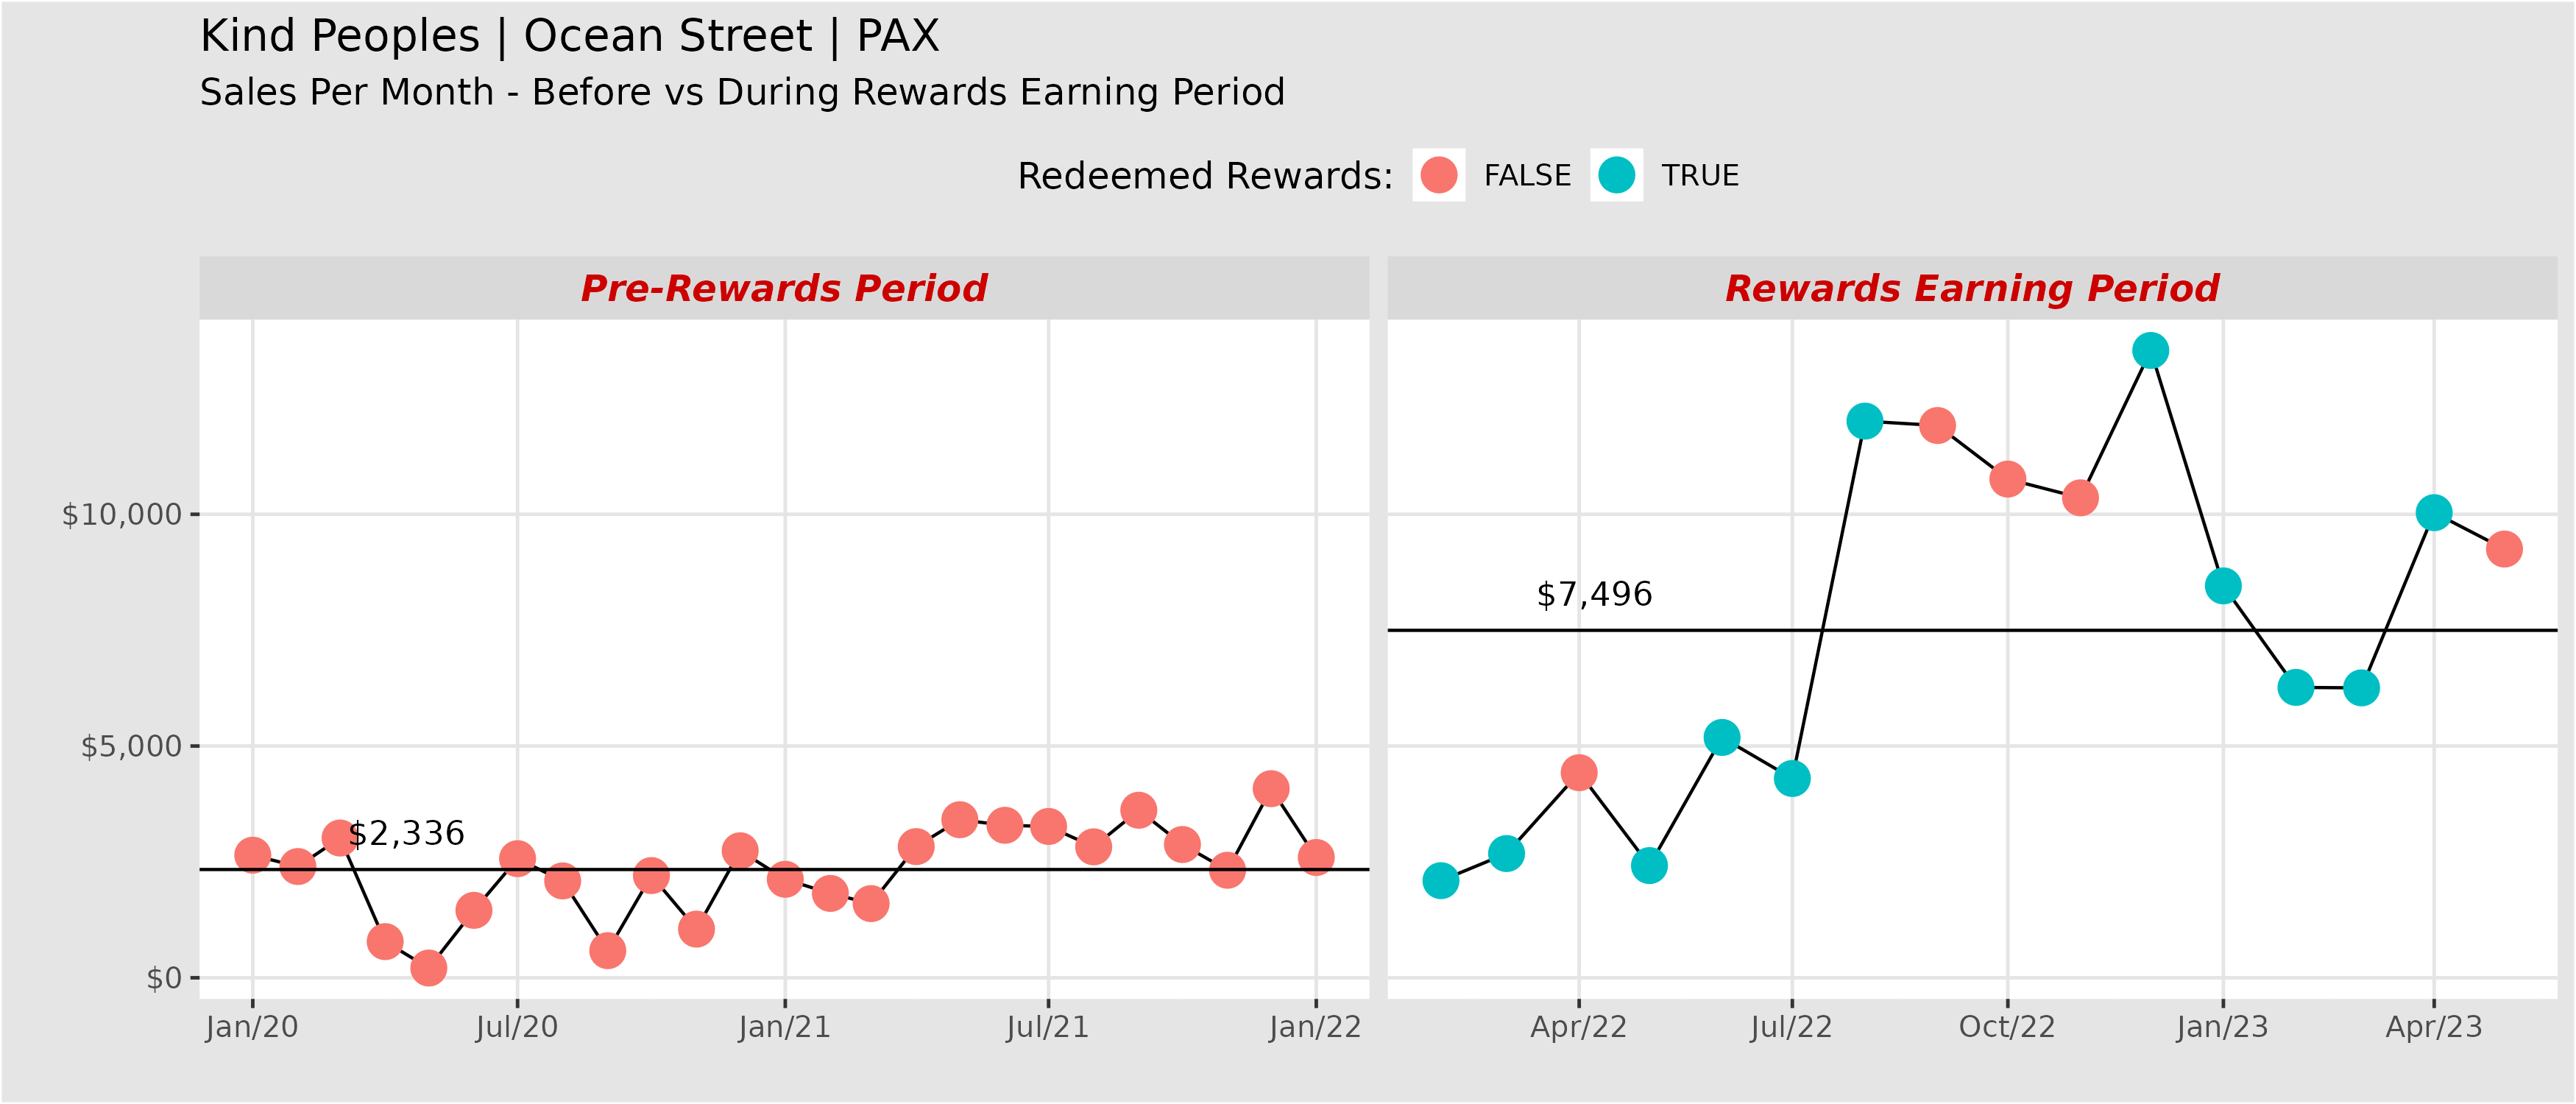 Kind Peoples | Ocean Street | PAX
Sales Per Month - Before vs During Rewards Earning Period
Redeemed Rewards: FALSE TRUE
Pre-Rewards Period Rewards Earning Period
$10,000
$7,496
$5,000
$2,336
$0
Jan/20 Jul/20 Jan/21 Jul/21 Jan/22 Apr/22 Jul/22 Oct/22 Jan/23 Apr/23